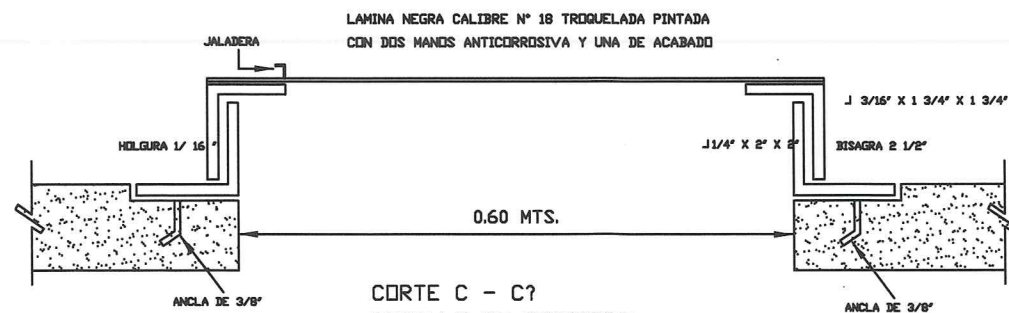 LAMINA NEGRA CALIBRE N° 18 TROQUELADA PINTADA
CON DOS MANOS ANTICORROSIVA Y UNA DE ACABADO
JALADERA
⅃ 3/16" X 1 3/4" X 1 3/4"
HOLGURA 1/ 16 "
⅃1/4" X 2" X 2"
BISAGRA 2 1/2"
0.60 MTS.
ANCLA DE 3/8"
CORTE C - C?
ANCLA DE 3/8"